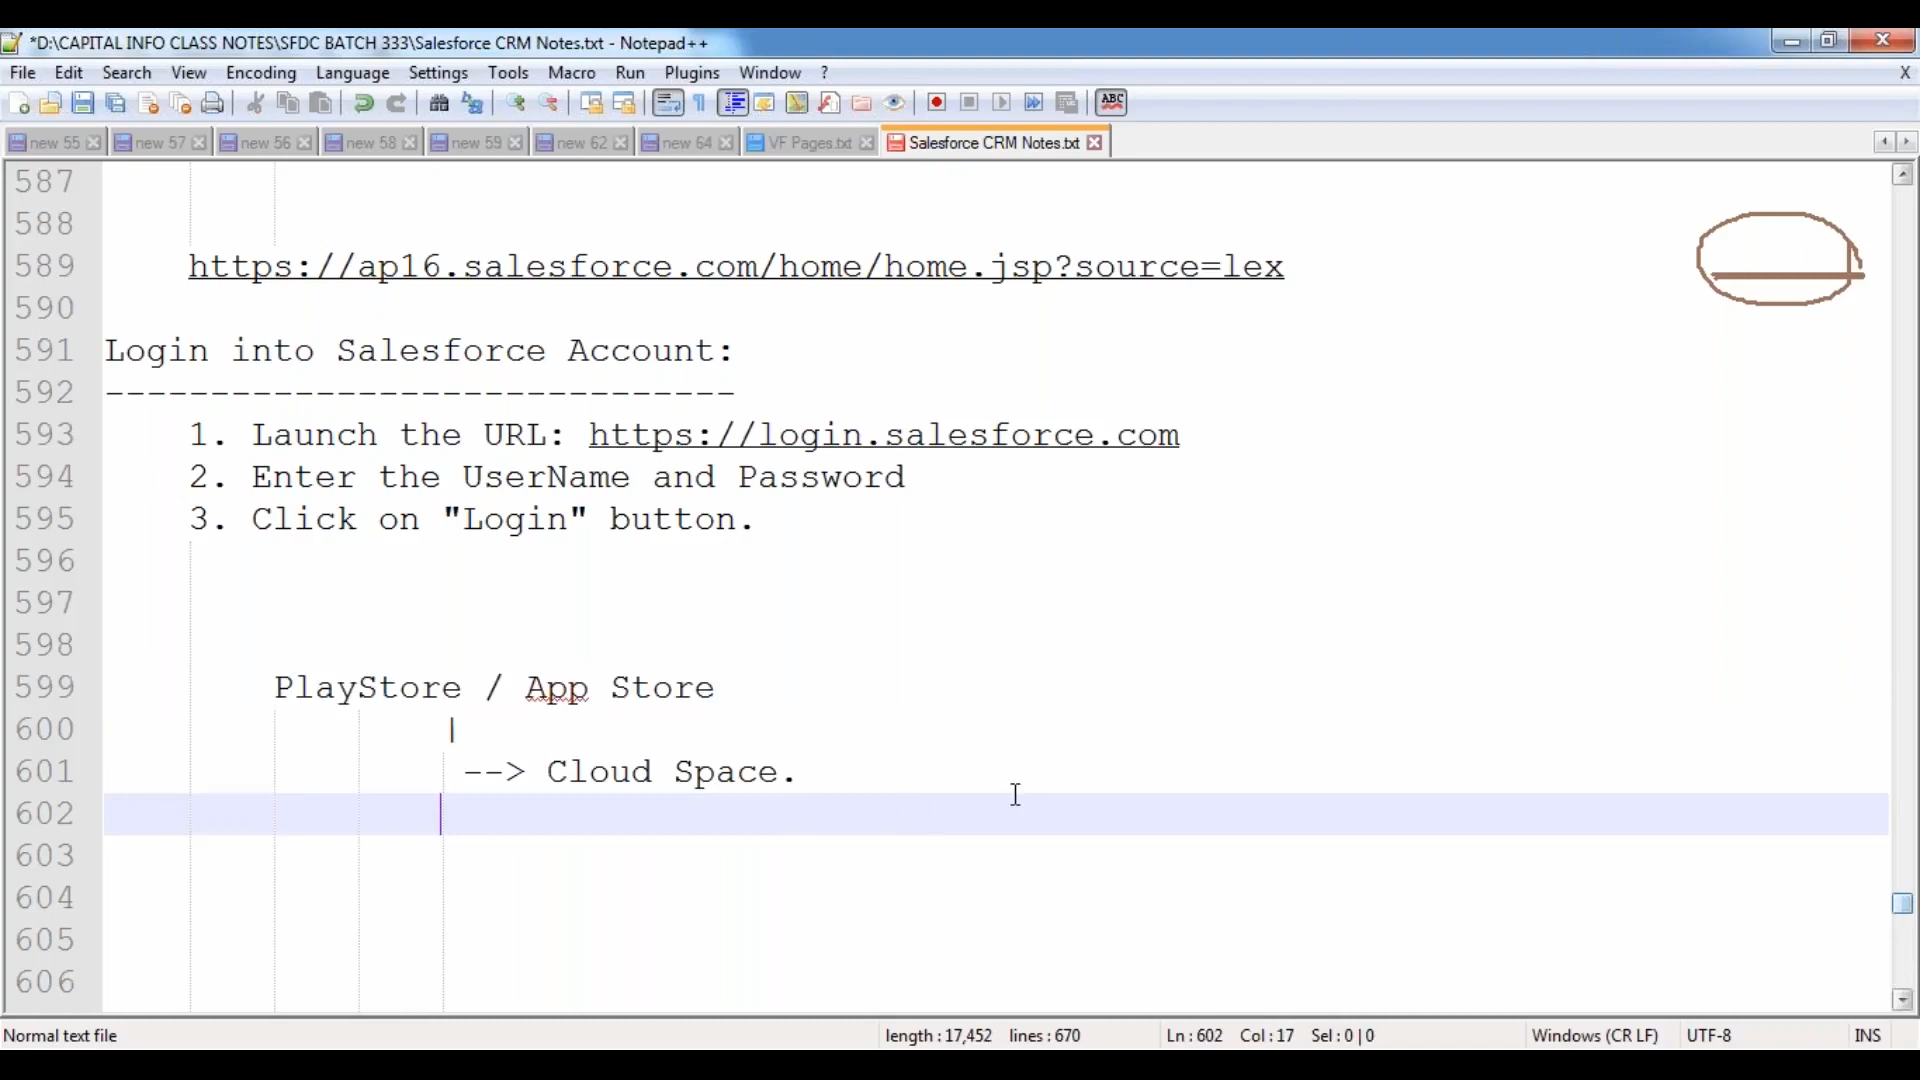 *D:\CAPITAL INFO CLASS NOTES\SFDC BATCH 333\Salesforce CRM Notes.txt - Notepad++
File Edit Search View Encoding Language Settings Tools Macro Run Plugins Window ? X
ABC
new 55 new 57 new 56 new 58 new 59 new 62 new 64 VF Pages.txt Salesforce CRM Notes.txt
587
588
589 https://ap16.salesforce.com/home/home.jsp?source=lex
590
591 Login into Salesforce Account:
592 ------------------------------
593 1. Launch the URL: https://login.salesforce.com
594 2. Enter the UserName and Password
595 3. Click on "Login" button.
596
597
598
599 PlayStore / App Store
600 |
601 --> Cloud Space.
602
603
604
605
606
Normal text file length : 17,452 lines : 670 Ln : 602 Col : 17 Sel : 0 | 0 Windows (CR LF) UTF-8 INS